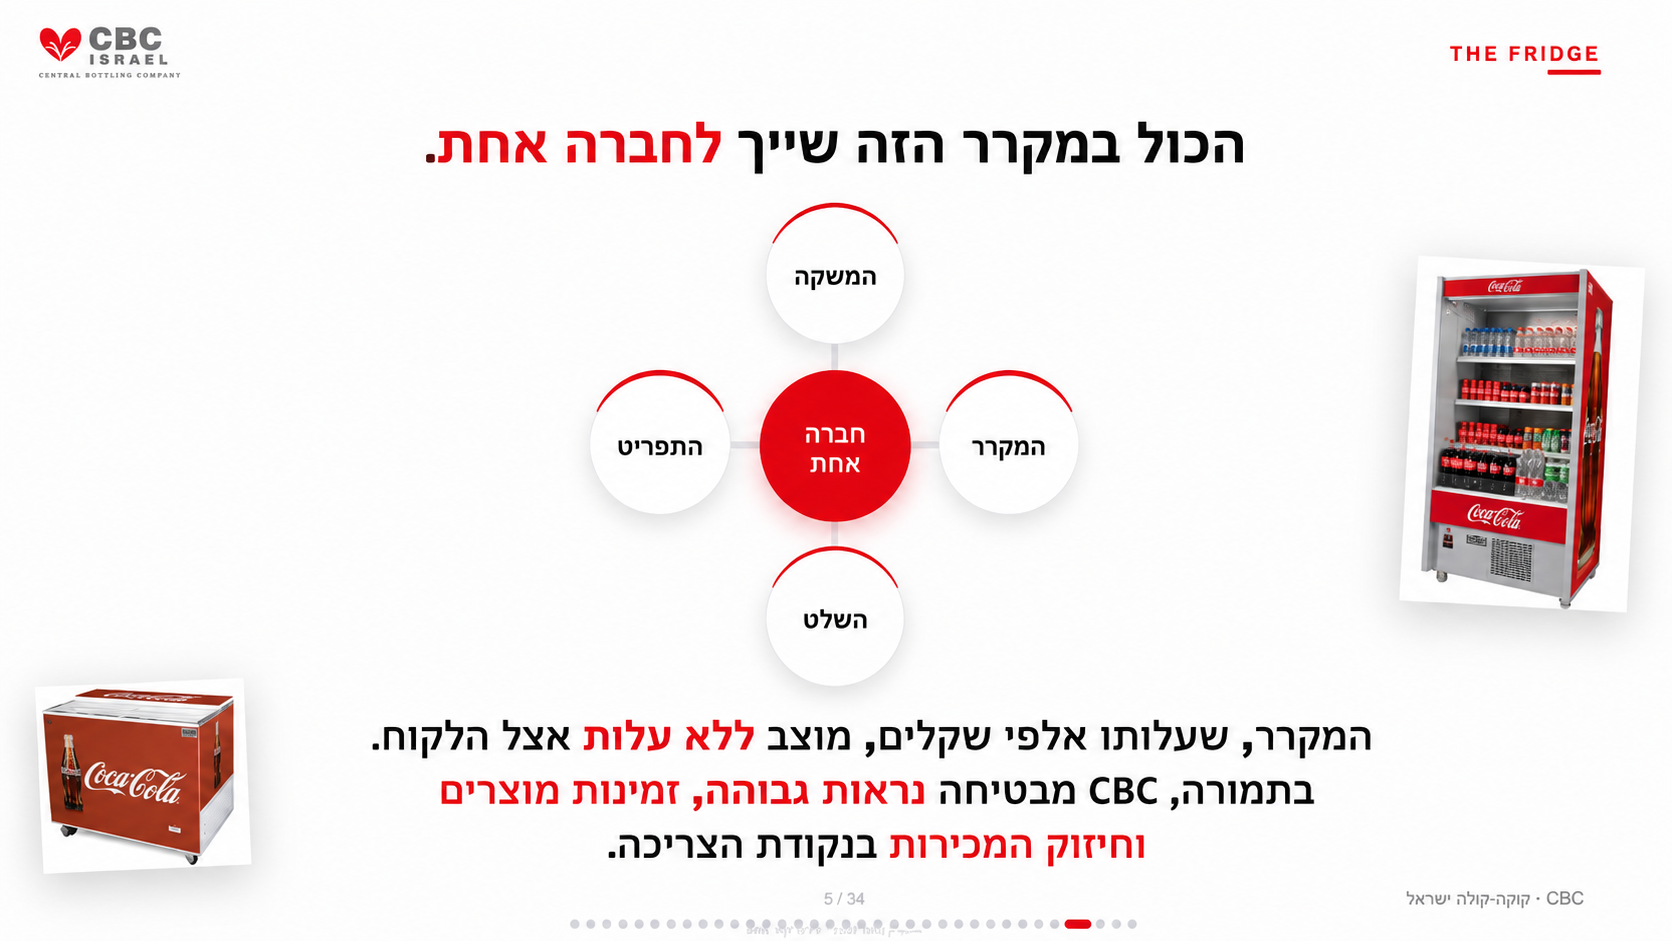 CBC
ISRAEL
CENTRAL BOTTLING COMPANY
THE FRIDGE
הכול במקרר הזה שייך לחברה אחת.
המשקה
המקרר
חברה
אחת
התפריט
השלט
Coca-Cola
Coca-Cola
Coca-Cola
המקרר, שעלותו אלפי שקלים, מוצב ללא עלות אצל הלקוח.
בתמורה, CBC מבטיחה נראות גבוהה, זמינות מוצרים
וחיזוק המכירות בנקודת הצריכה.
5 / 34
CBC · קוקה-קולה ישראל